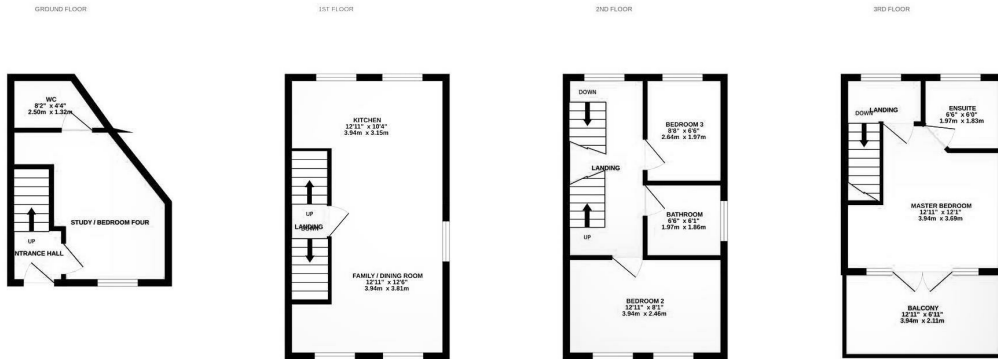 GROUND FLOOR
1ST FLOOR
2ND FLOOR
3RD FLOOR
WC
8'2" x 4'4"
2.50m x 1.32m
STUDY / BEDROOM FOUR
UP
NTRANCE HALL
KITCHEN
12'11" x 10'4"
3.94m x 3.15m
UP
LANDING
DOWN
FAMILY / DINING ROOM
12'11" x 12'6"
3.94m x 3.81m
DOWN
BEDROOM 3
8'8" x 6'6"
2.64m x 1.97m
LANDING
BATHROOM
6'6" x 6'1"
1.97m x 1.86m
UP
BEDROOM 2
12'11" x 8'1"
3.94m x 2.46m
LANDING
DOWN
ENSUITE
6'6" x 6'0"
1.97m x 1.83m
MASTER BEDROOM
12'11" x 12'1"
3.94m x 3.69m
BALCONY
12'11" x 6'11"
3.94m x 2.11m